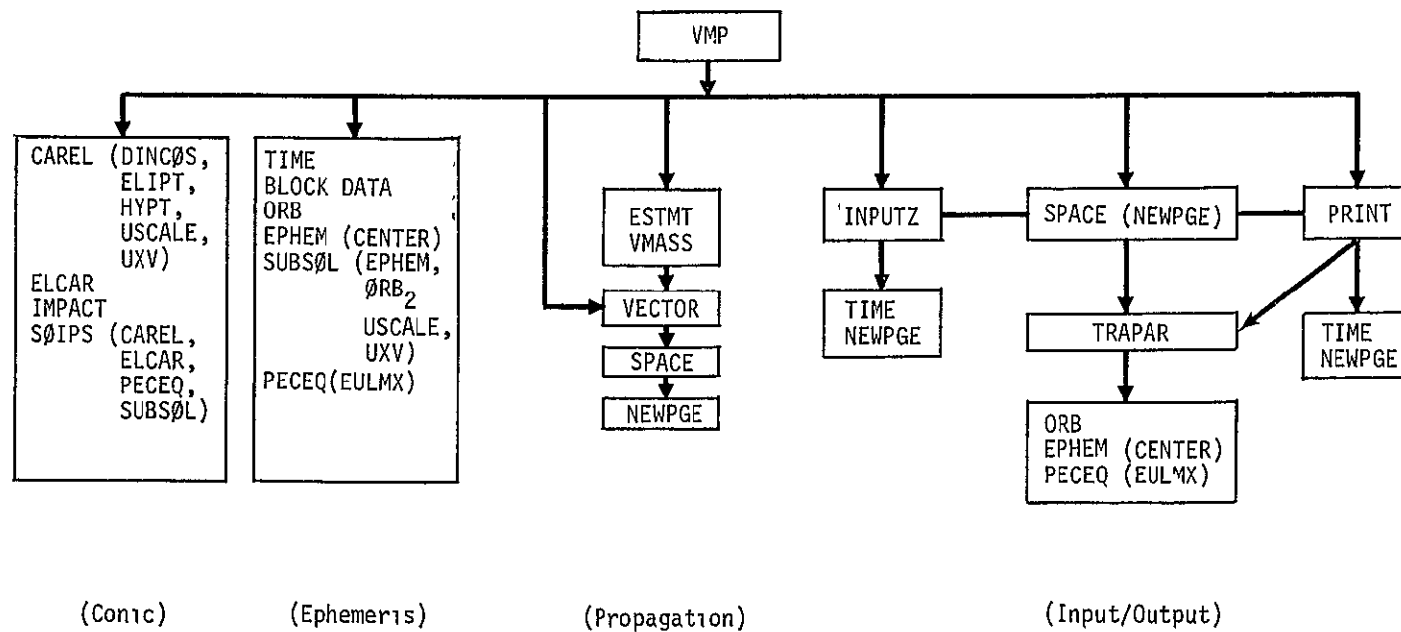 VMP
CAREL (DINCØS,
ELIPT,
HYPT,
USCALE,
UXV)
ELCAR
IMPACT
SØIPS (CAREL,
ELCAR,
PECEQ,
SUBSØL)
TIME
BLOCK DATA
ORB
EPHEM (CENTER)
SUBSØL (EPHEM,
ØRB2
USCALE,
UXV)
PECEQ(EULMX)
ESTMT
VMASS
VECTOR
SPACE
NEWPGE
'INPUTZ
TIME
NEWPGE
SPACE (NEWPGE)
TRAPAR
ORB
EPHEM (CENTER)
PECEQ (EULMX)
PRINT
TIME
NEWPGE
(Conic)
(Ephemeris)
(Propagation)
(Input/Output)